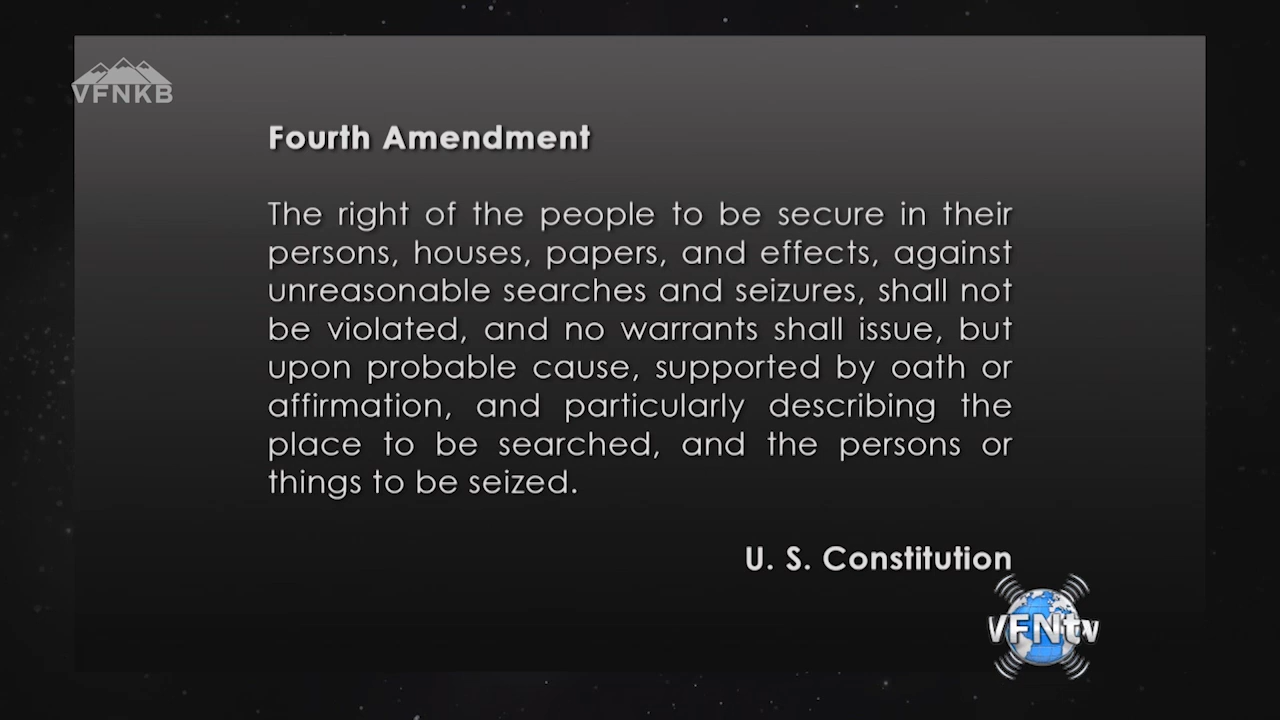 VFNKB
Fourth Amendment
The right of the people to be secure in their
persons, houses, papers, and effects, against
unreasonable searches and seizures, shall not
be violated, and no warrants shall issue, but
upon probable cause, supported by oath or
affirmation, and particularly describing the
place to be searched, and the persons or
things to be seized.
U. S. Constitution
VFNtv